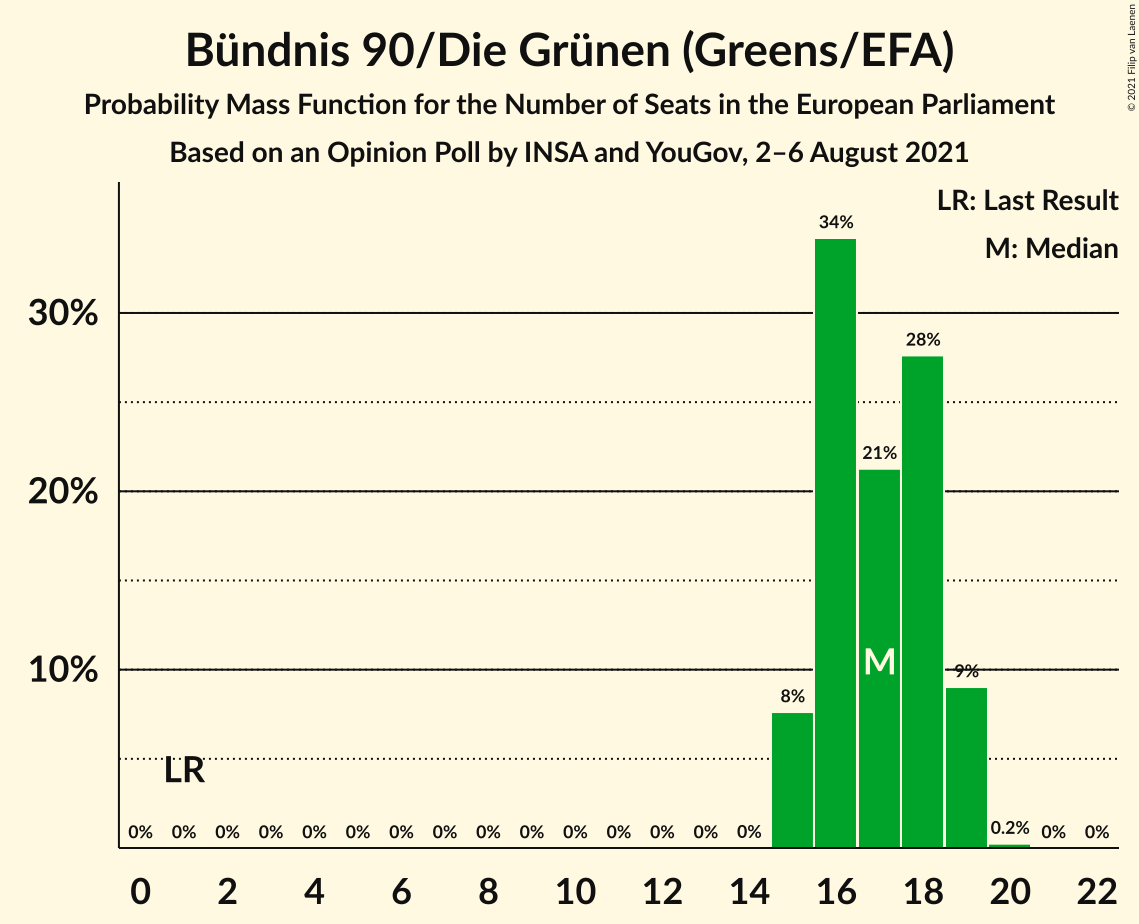 Bündnis 90/Die Grünen (Greens/EFA)
Probability Mass Function for the Number of Seats in the European Parliament
Based on an Opinion Poll by INSA and YouGov, 2–6 August 2021
© 2021 Filip van Laenen
LR: Last Result
M: Median
34%
30%
28%
21%
20%
M
10%
9%
8%
LR
0% 0% 0% 0% 0% 0% 0% 0% 0% 0% 0% 0% 0% 0% 0% 0.2% 0% 0%
0 2 4 6 8 10 12 14 16 18 20 22